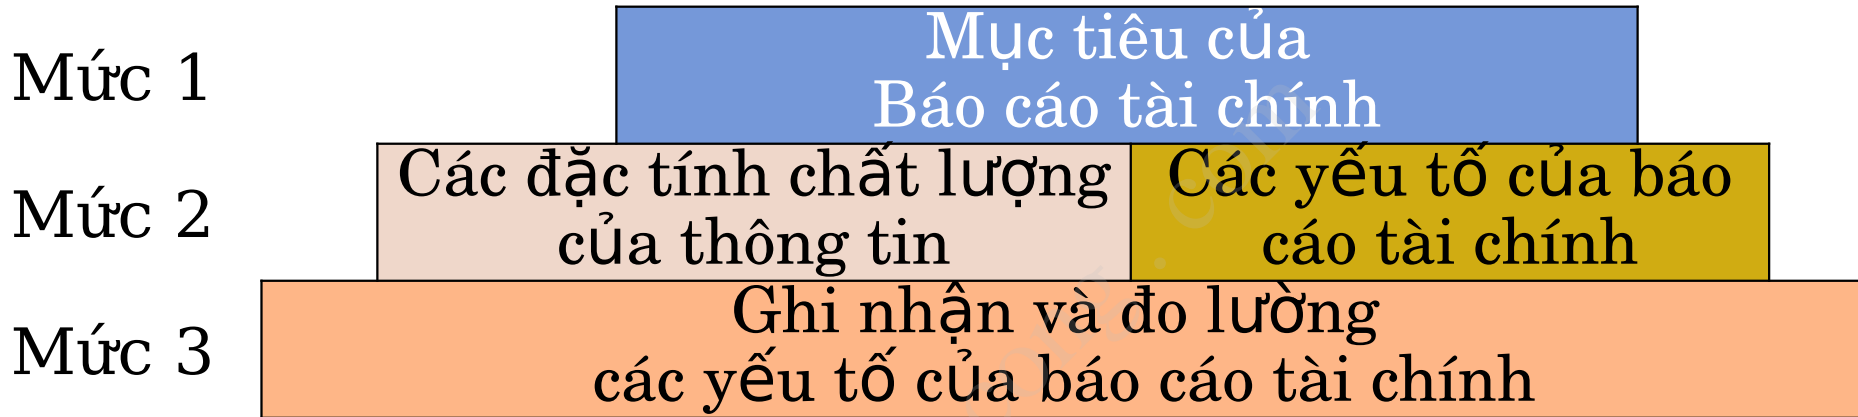 Mức 1
Mục tiêu của
Báo cáo tài chính
Mức 2
Các đặc tính chất lượng
của thông tin
Các yếu tố của báo
cáo tài chính
Mức 3
Ghi nhận và đo lường
các yếu tố của báo cáo tài chính